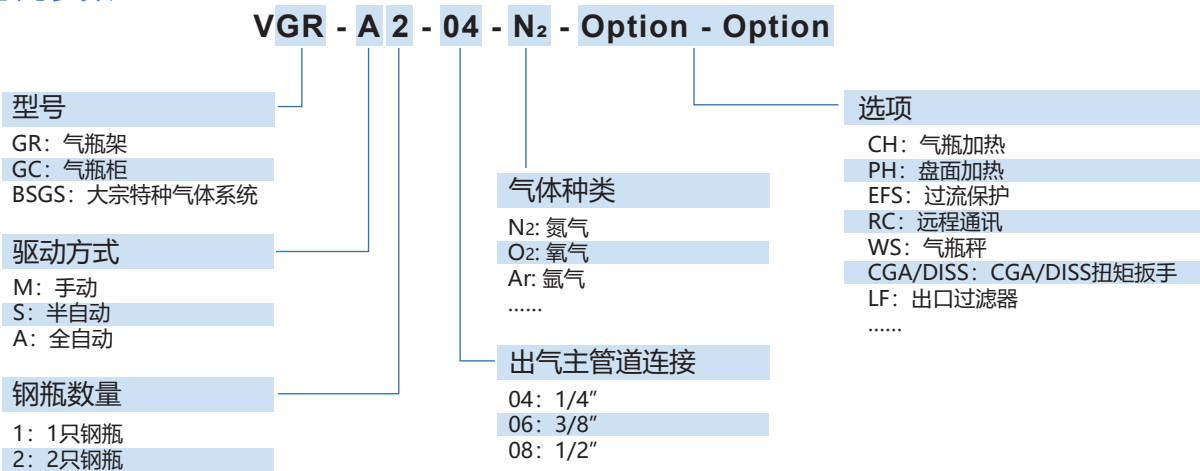 VGR - A 2 - 04 - N₂ - Option - Option
型号
GR：气瓶架
GC：气瓶柜
BSGS：大宗特种气体系统
驱动方式
M：手动
S：半自动
A：全自动
钢瓶数量
1：1只钢瓶
2：2只钢瓶
气体种类
N2: 氮气
O2: 氧气
Ar: 氩气
......
出气主管道连接
04：1/4″
06：3/8″
08：1/2″
选项
CH：气瓶加热
PH：盘面加热
EFS：过流保护
RC：远程通讯
WS：气瓶秤
CGA/DISS：CGA/DISS扭矩扳手
LF：出口过滤器
......